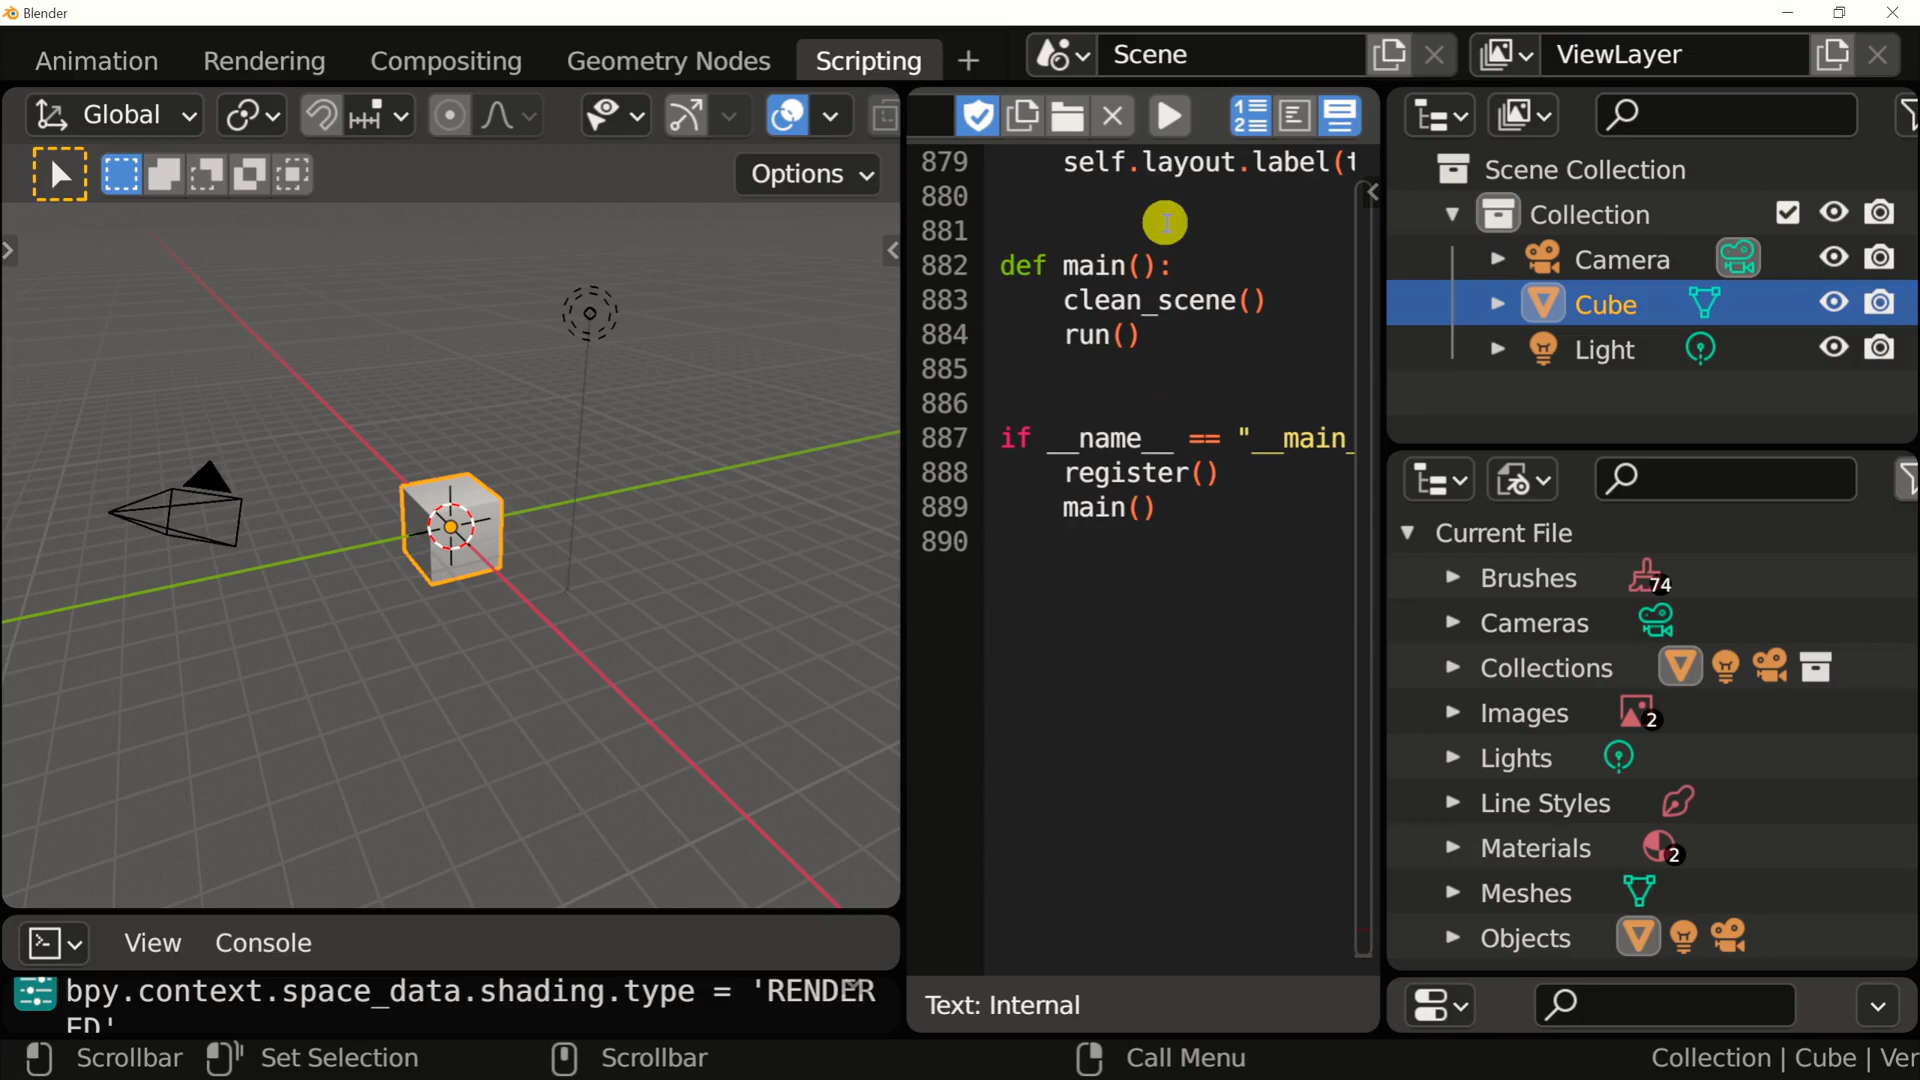 Blender
Animation Rendering Compositing Geometry Nodes Scripting + Scene ViewLayer
Global
Options
879 self.layout.label(t
880
881
882 def main():
883 clean_scene()
884 run()
885
886
887 if __name__ == "__main_
888 register()
889 main()
890
Text: Internal
Scene Collection
Collection
Camera
Cube
Light
Current File
Brushes 74
Cameras
Collections
Images 2
Lights
Line Styles
Materials 2
Meshes
Objects
View Console
bpy.context.space_data.shading.type = 'RENDER
ED'
Scrollbar Set Selection Scrollbar Call Menu Collection | Cube | Ver